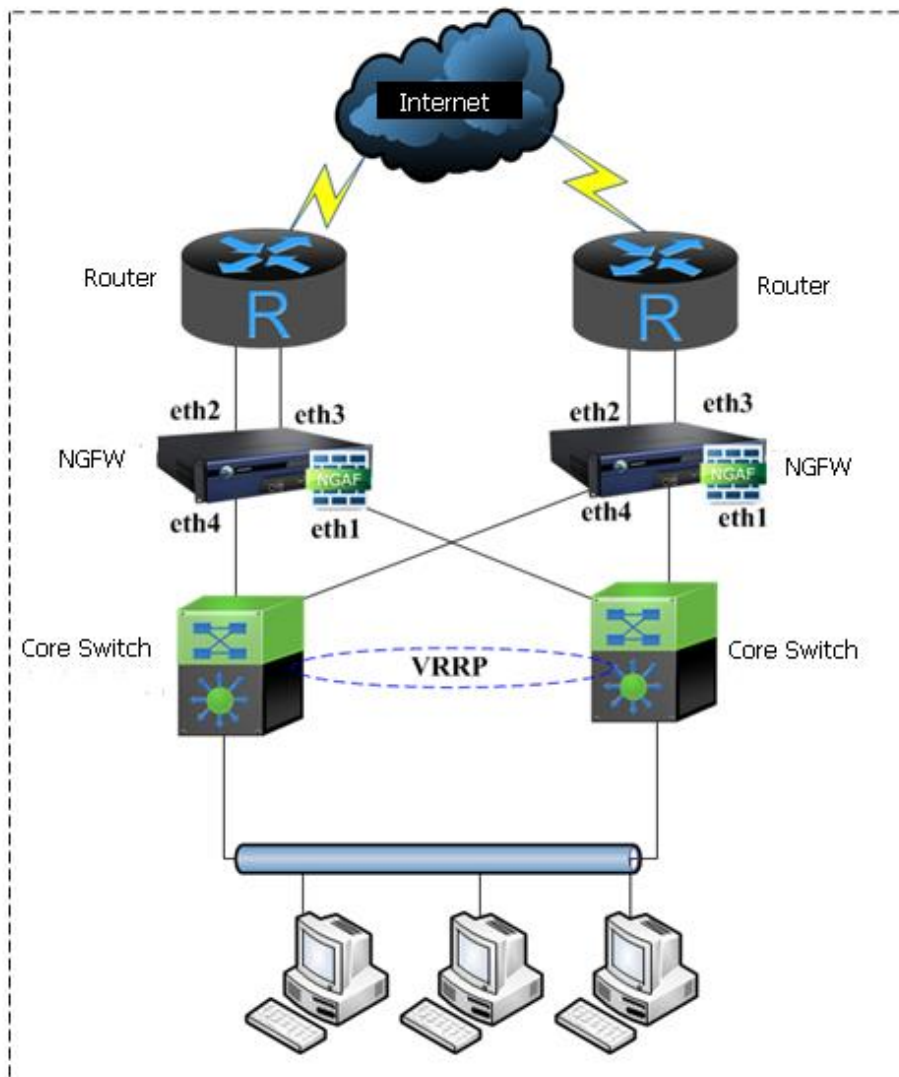 Internet
Router
R
Router
R
eth2
eth3
eth2
eth3
NGFW
NGAF
NGFW
NGAF
eth4
eth1
eth4
eth1
Core Switch
VRRP
Core Switch